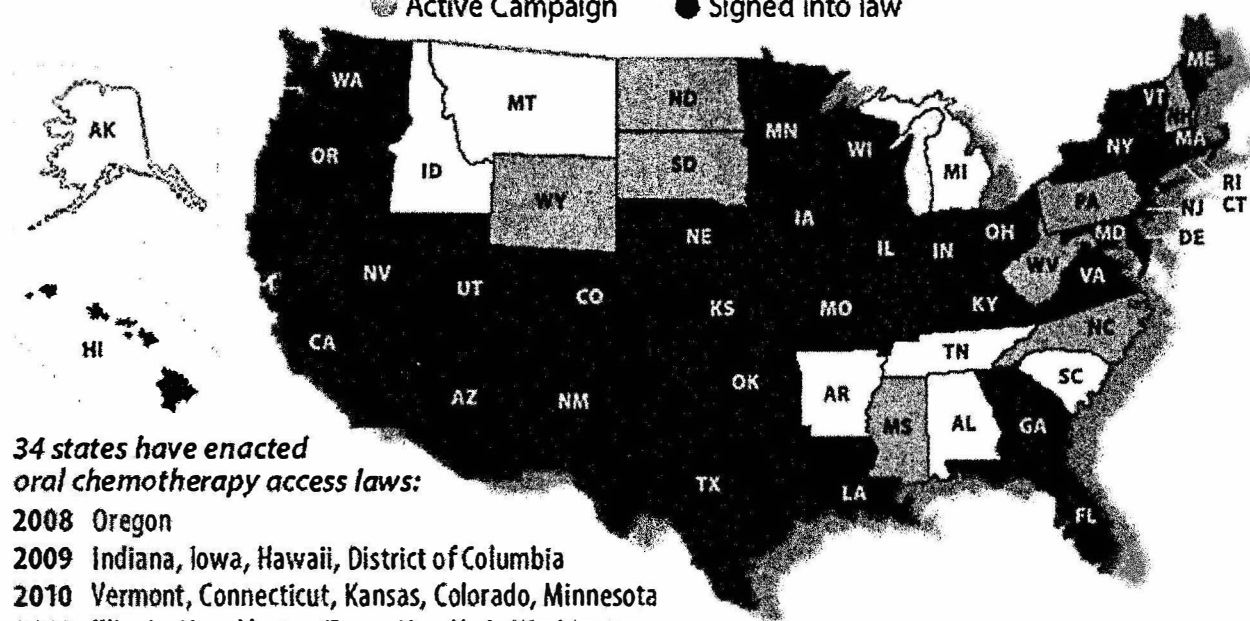 Active Campaign
Signed into law
WA
MT
ND
MN
ME
VT
NH
AK
OR
ID
SD
WI
MI
NY
MA
WY
PA
RI
CT
NJ
DE
NE
IA
IL
IN
OH
MD
WV
VA
NV
UT
CO
KS
MO
KY
HI
CA
TN
NC
AZ
NM
OK
AR
SC
MS
AL
GA
TX
LA
FL
34 states have enacted
oral chemotherapy access laws:
2008 Oregon
2009 Indiana, Iowa, Hawaii, District of Columbia
2010 Vermont, Connecticut, Kansas, Colorado, Minnesota